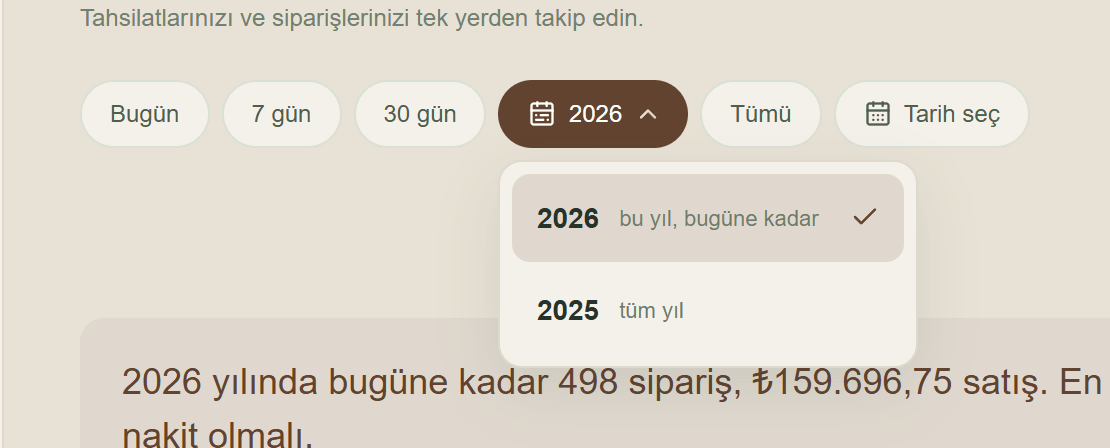 Tahsilatlarınızı ve siparişlerinizi tek yerden takip edin.
Bugün 7 gün 30 gün 2026 Tümü Tarih seç
2026 bu yıl, bugüne kadar
2025 tüm yıl
2026 yılında bugüne kadar 498 sipariş, ₺159.696,75 satış. En
nakit olmalı.